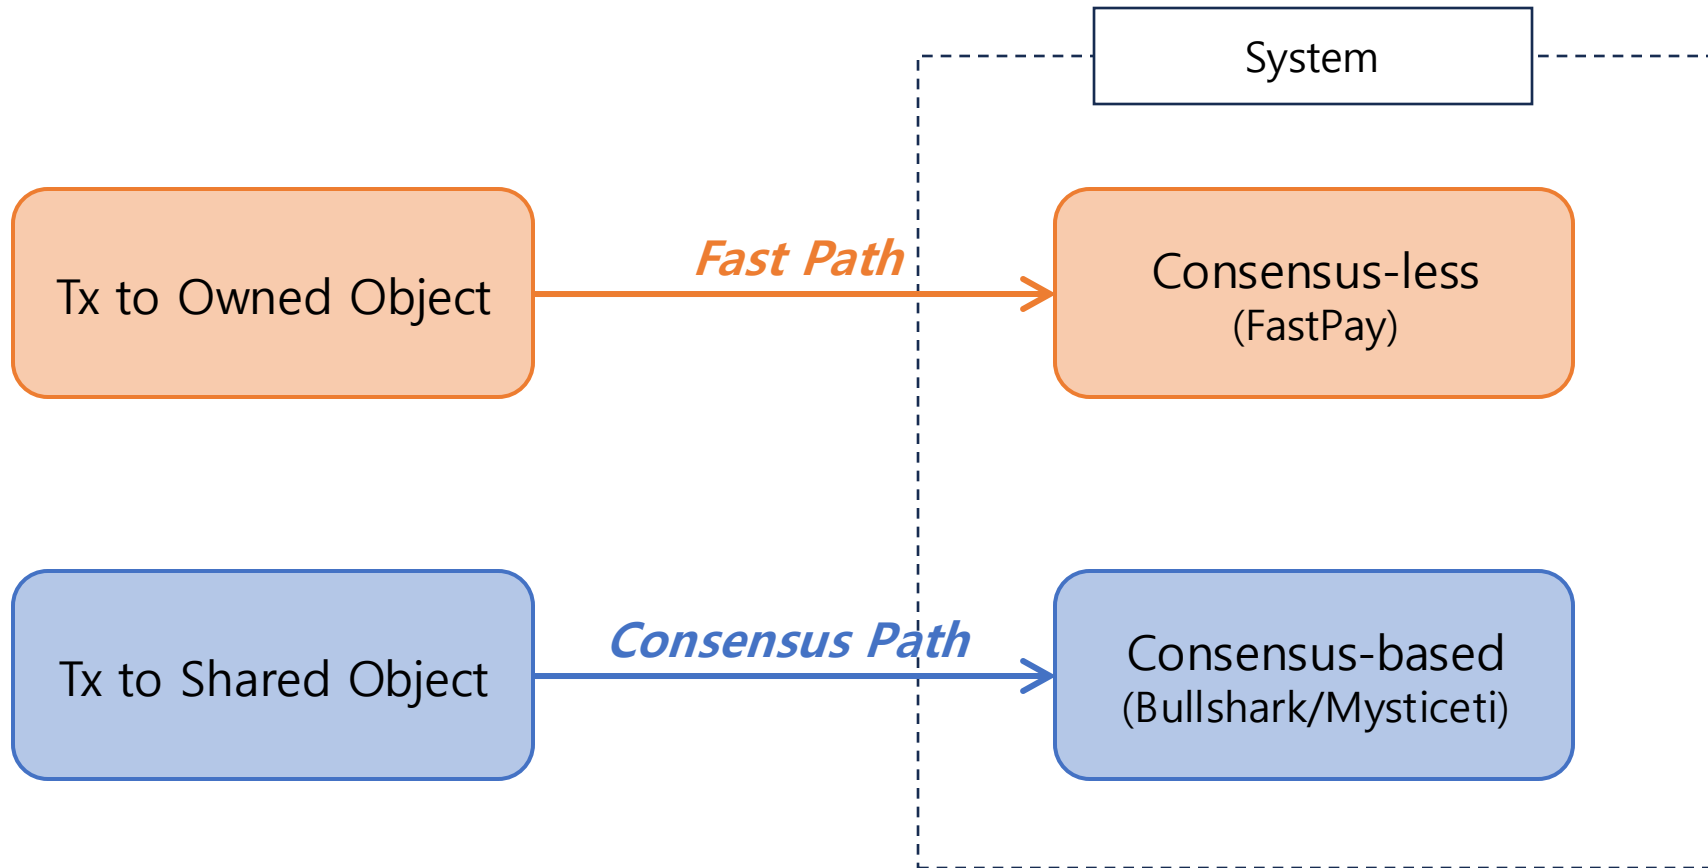 System
Tx to Owned Object
Fast Path
Consensus-less
(FastPay)
Tx to Shared Object
Consensus Path
Consensus-based
(Bullshark/Mysticeti)